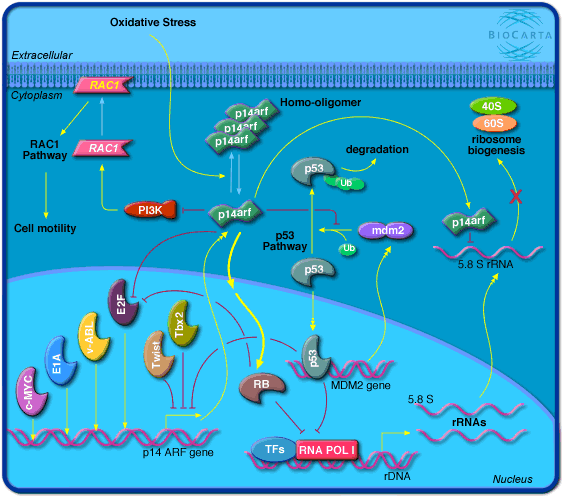 Oxidative Stress
BIOCARTA
Extracellular
Cytoplasm
RAC1
Homo-oligomer
40S
60S
ribosome
biogenesis
p14arf
p14arf
p14arf
RAC1
Pathway
RAC1
p53
Ub
degradation
Cell motility
PI3K
p14arf
p53
Pathway
mdm2
Ub
p14arf
5.8 S rRNA
p53
E2F
Tbx2
v-ABL
Twist
E1A
c-MYC
p53
MDM2 gene
RB
p14 ARF gene
5.8 S
rRNAs
TFs
RNA POL I
rDNA
Nucleus